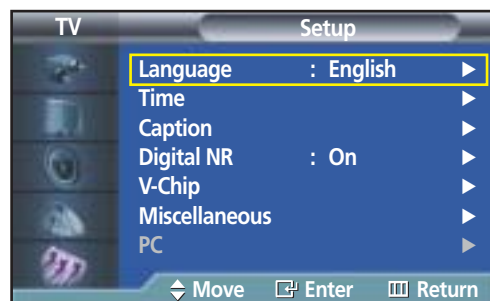 TV Setup
Language : English ▶
Time ▶
Caption ▶
Digital NR : On ▶
V-Chip ▶
Miscellaneous ▶
PC ▶
Move Enter Return